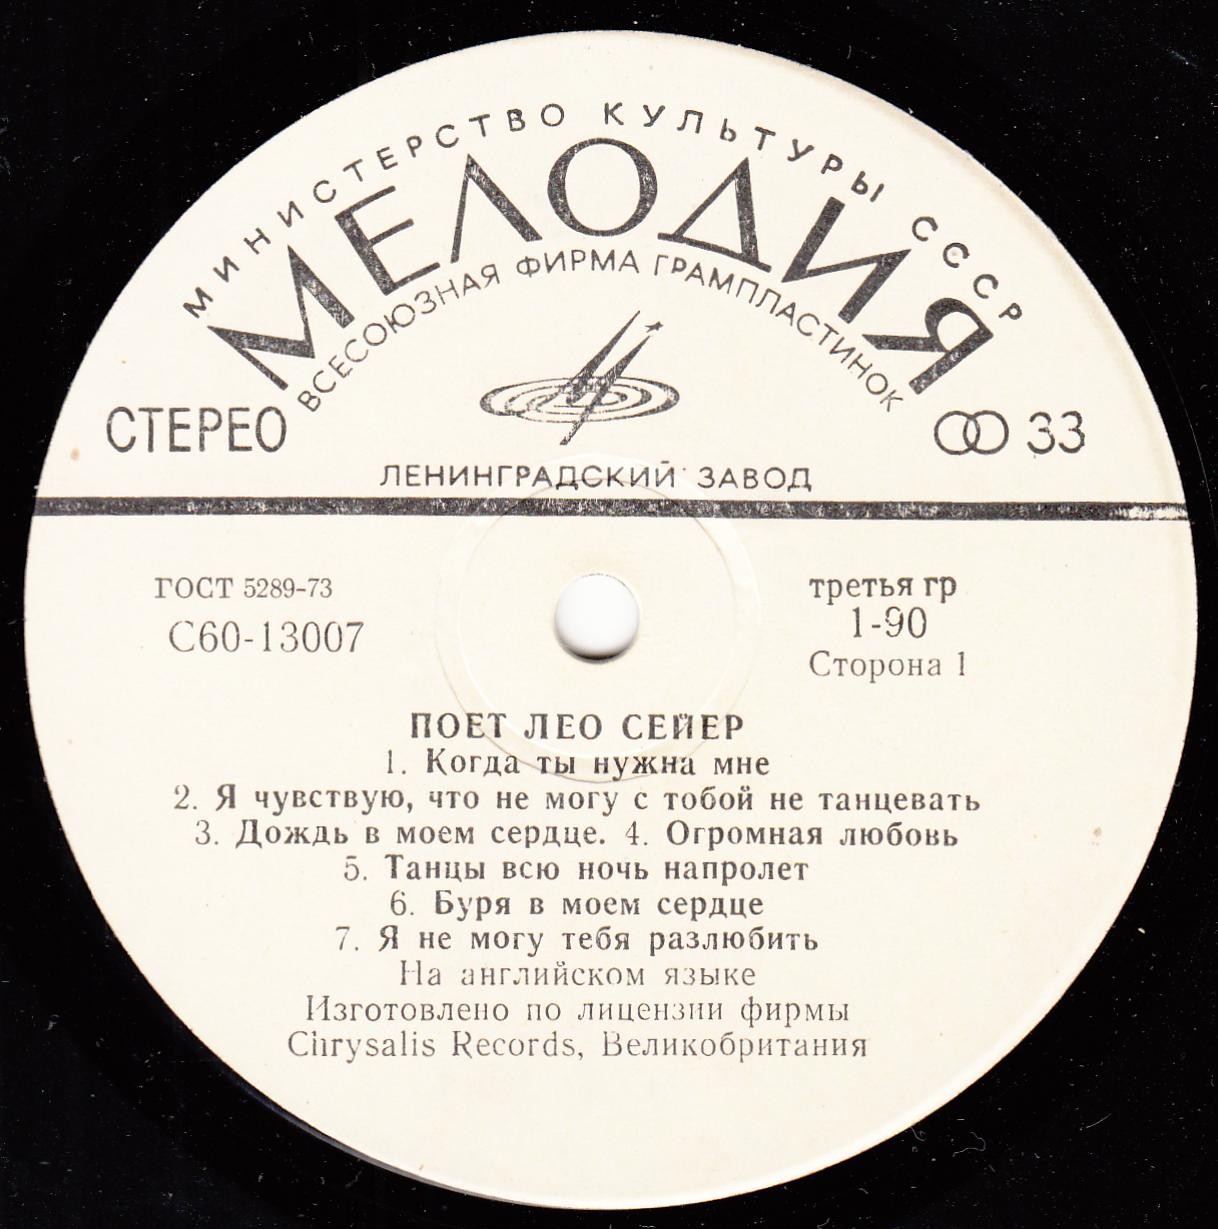 МИНИСТЕРСТВО КУЛЬТУРЫ СССР
МЕЛОДИЯ
ВСЕСОЮЗНАЯ ФИРМА ГРАМПЛАСТИНОК
СТЕРЕО
33
ЛЕНИНГРАДСКИЙ ЗАВОД
ГОСТ 5289-73
С60-13007
третья гр
1-90
Сторона 1
ПОЕТ ЛЕО СЕЙЕР
1. Когда ты нужна мне
2. Я чувствую, что не могу с тобой не танцевать
3. Дождь в моем сердце. 4. Огромная любовь
5. Танцы всю ночь напролет
6. Буря в моем сердце
7. Я не могу тебя разлюбить
На английском языке
Изготовлено по лицензии фирмы
Chrysalis Records, Великобритания